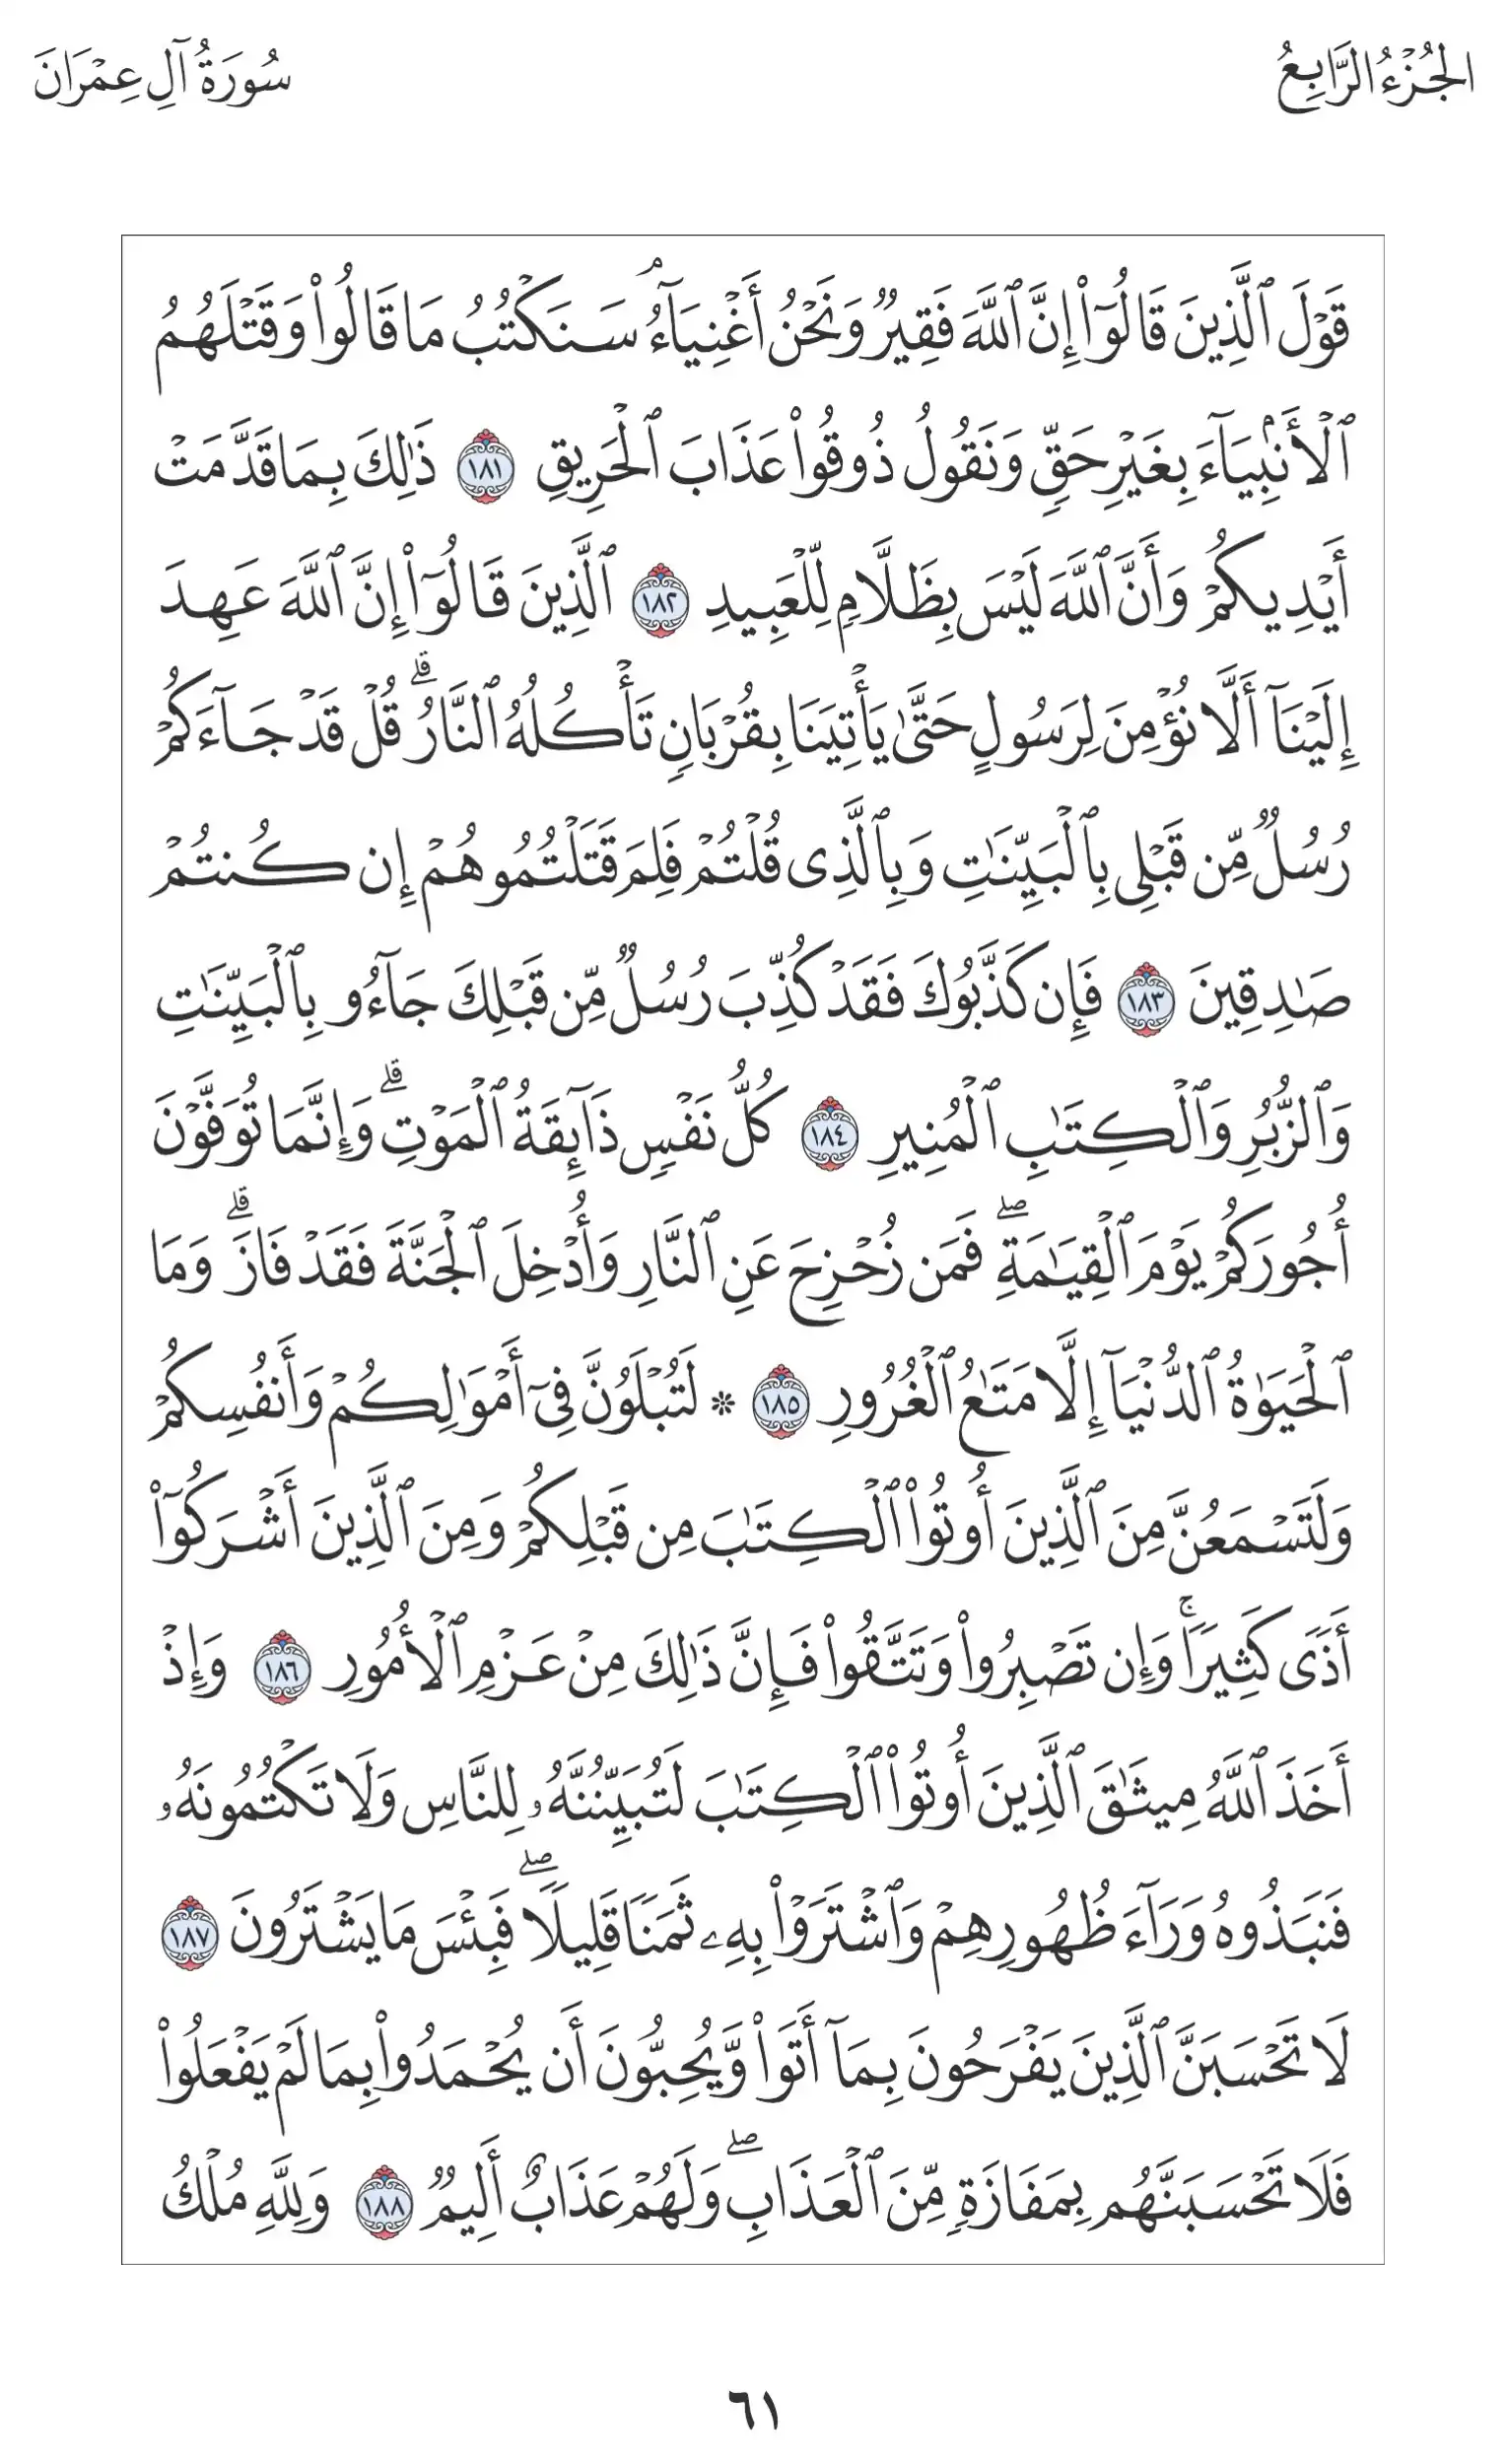 الجُزْءُ الرَّابِعُ
سُورَةُ آلِ عِمْرَانَ
قَوْلَ ٱلَّذِينَ قَالُوٓا۟ إِنَّ ٱللَّهَ فَقِيرٌ وَنَحْنُ أَغْنِيَآءُ ۘ سَنَكْتُبُ مَا قَالُوا۟ وَقَتْلَهُمُ
ٱلْأَنۢبِيَآءَ بِغَيْرِ حَقٍّ وَنَقُولُ ذُوقُوا۟ عَذَابَ ٱلْحَرِيقِ ١٨١ ذَٰلِكَ بِمَا قَدَّمَتْ
أَيْدِيكُمْ وَأَنَّ ٱللَّهَ لَيْسَ بِظَلَّامٍ لِّلْعَبِيدِ ١٨٢ ٱلَّذِينَ قَالُوٓا۟ إِنَّ ٱللَّهَ عَهِدَ
إِلَيْنَآ أَلَّا نُؤْمِنَ لِرَسُولٍ حَتَّىٰ يَأْتِيَنَا بِقُرْبَانٍ تَأْكُلُهُ ٱلنَّارُ ۗ قُلْ قَدْ جَآءَكُمْ
رُسُلٌ مِّن قَبْلِى بِٱلْبَيِّنَٰتِ وَبِٱلَّذِى قُلْتُمْ فَلِمَ قَتَلْتُمُوهُمْ إِن كُنتُمْ
صَٰدِقِينَ ١٨٣ فَإِن كَذَّبُوكَ فَقَدْ كُذِّبَ رُسُلٌ مِّن قَبْلِكَ جَآءُو بِٱلْبَيِّنَٰتِ
وَٱلزُّبُرِ وَٱلْكِتَٰبِ ٱلْمُنِيرِ ١٨٤ كُلُّ نَفْسٍ ذَآئِقَةُ ٱلْمَوْتِ ۗ وَإِنَّمَا تُوَفَّوْنَ
أُجُورَكُمْ يَوْمَ ٱلْقِيَٰمَةِ ۖ فَمَن زُحْزِحَ عَنِ ٱلنَّارِ وَأُدْخِلَ ٱلْجَنَّةَ فَقَدْ فَازَ ۗ وَمَا
ٱلْحَيَوٰةُ ٱلدُّنْيَآ إِلَّا مَتَٰعُ ٱلْغُرُورِ ١٨٥ * لَتُبْلَوُنَّ فِىٓ أَمْوَٰلِكُمْ وَأَنفُسِكُمْ
وَلَتَسْمَعُنَّ مِنَ ٱلَّذِينَ أُوتُوا۟ ٱلْكِتَٰبَ مِن قَبْلِكُمْ وَمِنَ ٱلَّذِينَ أَشْرَكُوٓا۟
أَذًى كَثِيرًا ۚ وَإِن تَصْبِرُوا۟ وَتَتَّقُوا۟ فَإِنَّ ذَٰلِكَ مِنْ عَزْمِ ٱلْأُمُورِ ١٨٦ وَإِذْ
أَخَذَ ٱللَّهُ مِيثَٰقَ ٱلَّذِينَ أُوتُوا۟ ٱلْكِتَٰبَ لَتُبَيِّنُنَّهُۥ لِلنَّاسِ وَلَا تَكْتُمُونَهُۥ
فَنَبَذُوهُ وَرَآءَ ظُهُورِهِمْ وَٱشْتَرَوْا۟ بِهِۦ ثَمَنًا قَلِيلًا ۖ فَبِئْسَ مَا يَشْتَرُونَ ١٨٧
لَا تَحْسَبَنَّ ٱلَّذِينَ يَفْرَحُونَ بِمَآ أَتَوا۟ وَّيُحِبُّونَ أَن يُحْمَدُوا۟ بِمَا لَمْ يَفْعَلُوا۟
فَلَا تَحْسَبَنَّهُم بِمَفَازَةٍ مِّنَ ٱلْعَذَابِ ۖ وَلَهُمْ عَذَابٌ أَلِيمٌ ١٨٨ وَلِلَّهِ مُلْكُ
٦١